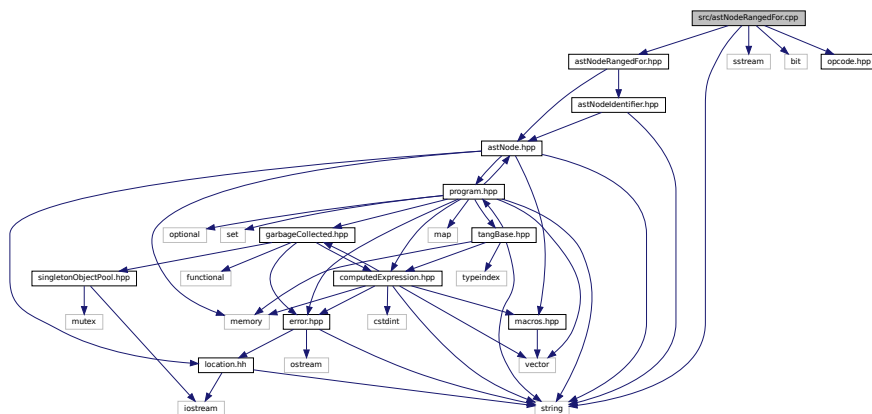 src/astNodeRangedFor.cpp
astNodeRangedFor.hpp
sstream
bit
opcode.hpp
astNodeIdentifier.hpp
astNode.hpp
program.hpp
optional
set
garbageCollected.hpp
map
tangBase.hpp
singletonObjectPool.hpp
functional
computedExpression.hpp
typeindex
mutex
memory
error.hpp
cstdint
macros.hpp
location.hh
ostream
vector
iostream
string